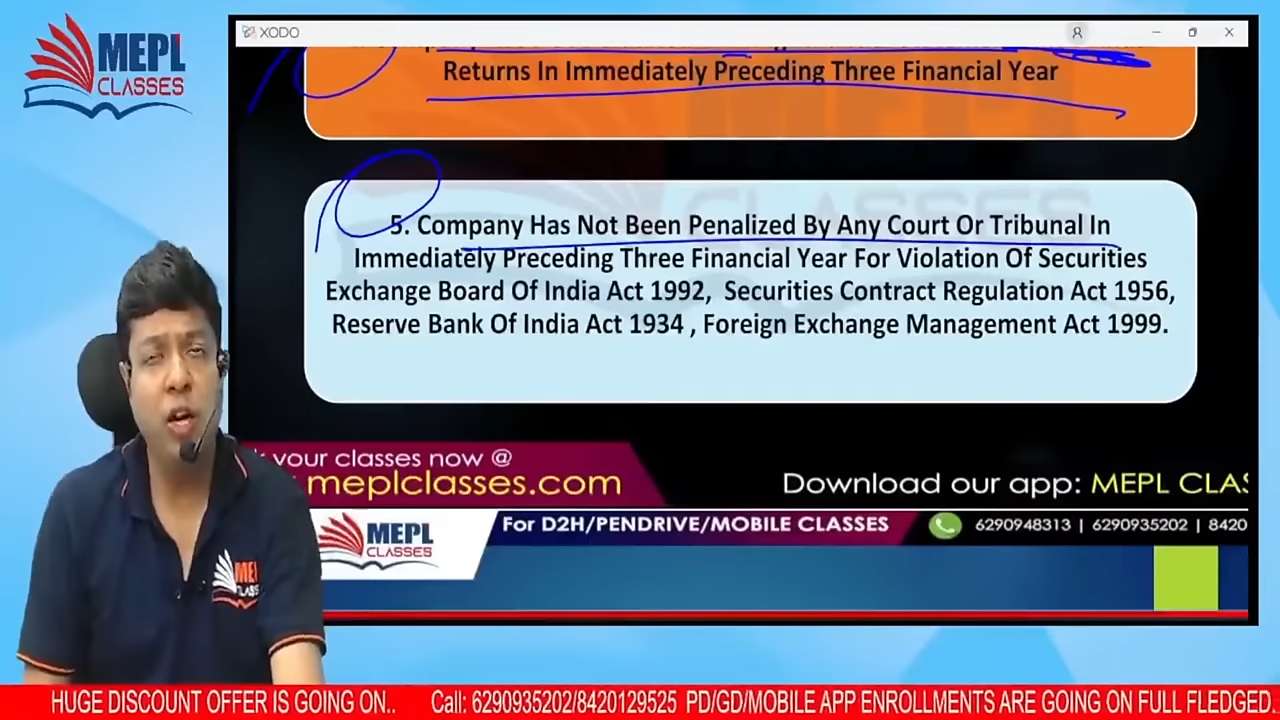 XODO
MEPL
CLASSES
Returns In Immediately Preceding Three Financial Year
5. Company Has Not Been Penalized By Any Court Or Tribunal In
Immediately Preceding Three Financial Year For Violation Of Securities
Exchange Board Of India Act 1992, Securities Contract Regulation Act 1956,
Reserve Bank Of India Act 1934 , Foreign Exchange Management Act 1999.
your classes now @
meplclasses.com
Download our app: MEPL CLAS
MEPL
CLASSES
For D2H/PENDRIVE/MOBILE CLASSES
6290948313 | 6290935202 | 8420
HUGE DISCOUNT OFFER IS GOING ON.. Call: 6290935202/8420129525 PD/GD/MOBILE APP ENROLLMENTS ARE GOING ON FULL FLEDGED.